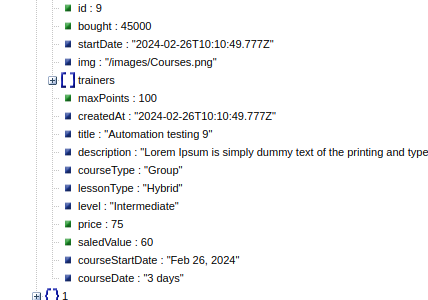 id : 9
bought : 45000
startDate : "2024-02-26T10:10:49.777Z"
img : "/images/Courses.png"
[ ] trainers
maxPoints : 100
createdAt : "2024-02-26T10:10:49.777Z"
title : "Automation testing 9"
description : "Lorem Ipsum is simply dummy text of the printing and type
courseType : "Group"
lessonType : "Hybrid"
level : "Intermediate"
price : 75
saledValue : 60
courseStartDate : "Feb 26, 2024"
courseDate : "3 days"
{ } 1